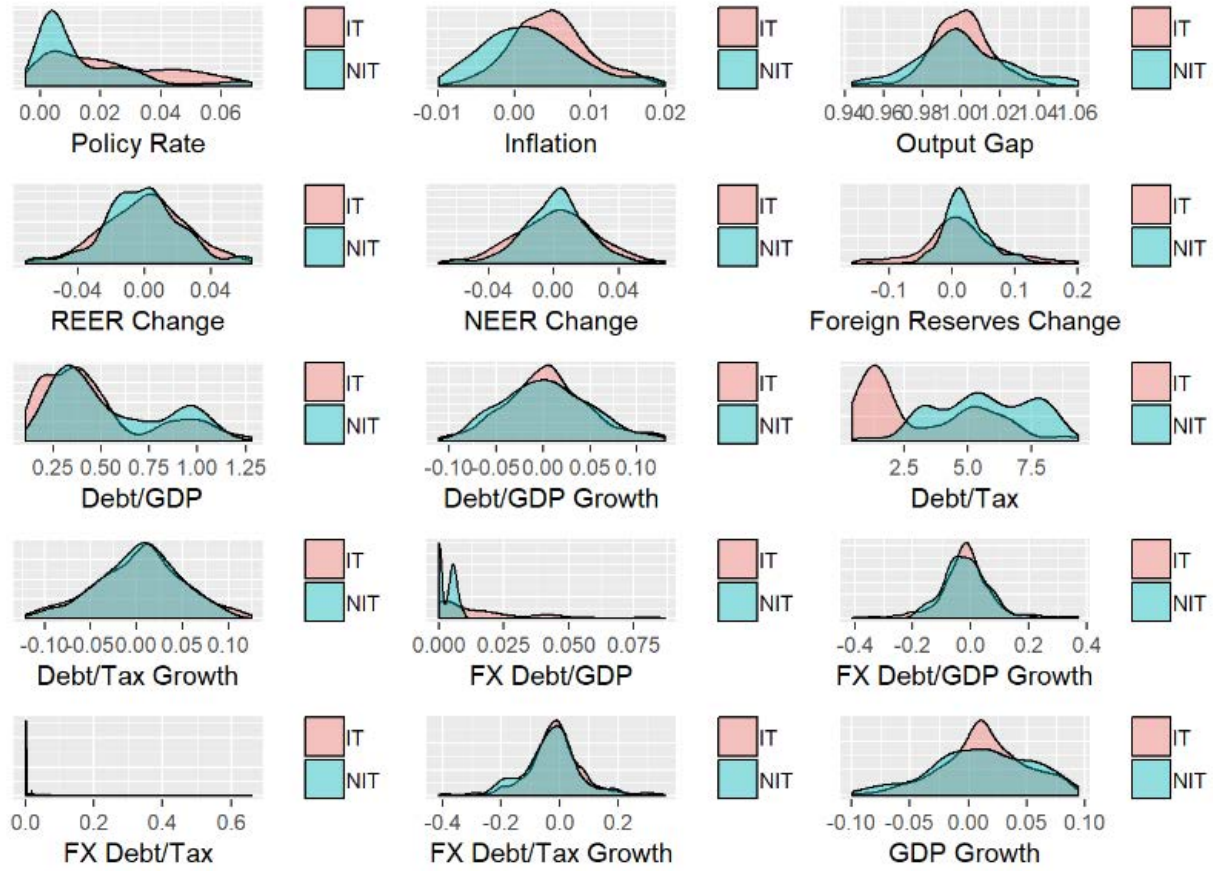 IT IT IT
NIT NIT NIT
0.00 0.02 0.04 0.06 -0.01 0.00 0.01 0.02 0.94 0.96 0.98 1.00 1.02 1.04 1.06
Policy Rate Inflation Output Gap
IT IT IT
NIT NIT NIT
-0.04 0.00 0.04 -0.04 0.00 0.04 -0.1 0.0 0.1 0.2
REER Change NEER Change Foreign Reserves Change
IT IT IT
NIT NIT NIT
0.25 0.50 0.75 1.00 1.25 -0.10 -0.05 0.00 0.05 0.10 2.5 5.0 7.5
Debt/GDP Debt/GDP Growth Debt/Tax
IT IT IT
NIT NIT NIT
-0.10 -0.05 0.00 0.05 0.10 0.000 0.025 0.050 0.075 -0.4 -0.2 0.0 0.2 0.4
Debt/Tax Growth FX Debt/GDP FX Debt/GDP Growth
IT IT IT
NIT NIT NIT
0.0 0.2 0.4 0.6 -0.4 -0.2 0.0 0.2 -0.10 -0.05 0.00 0.05 0.10
FX Debt/Tax FX Debt/Tax Growth GDP Growth